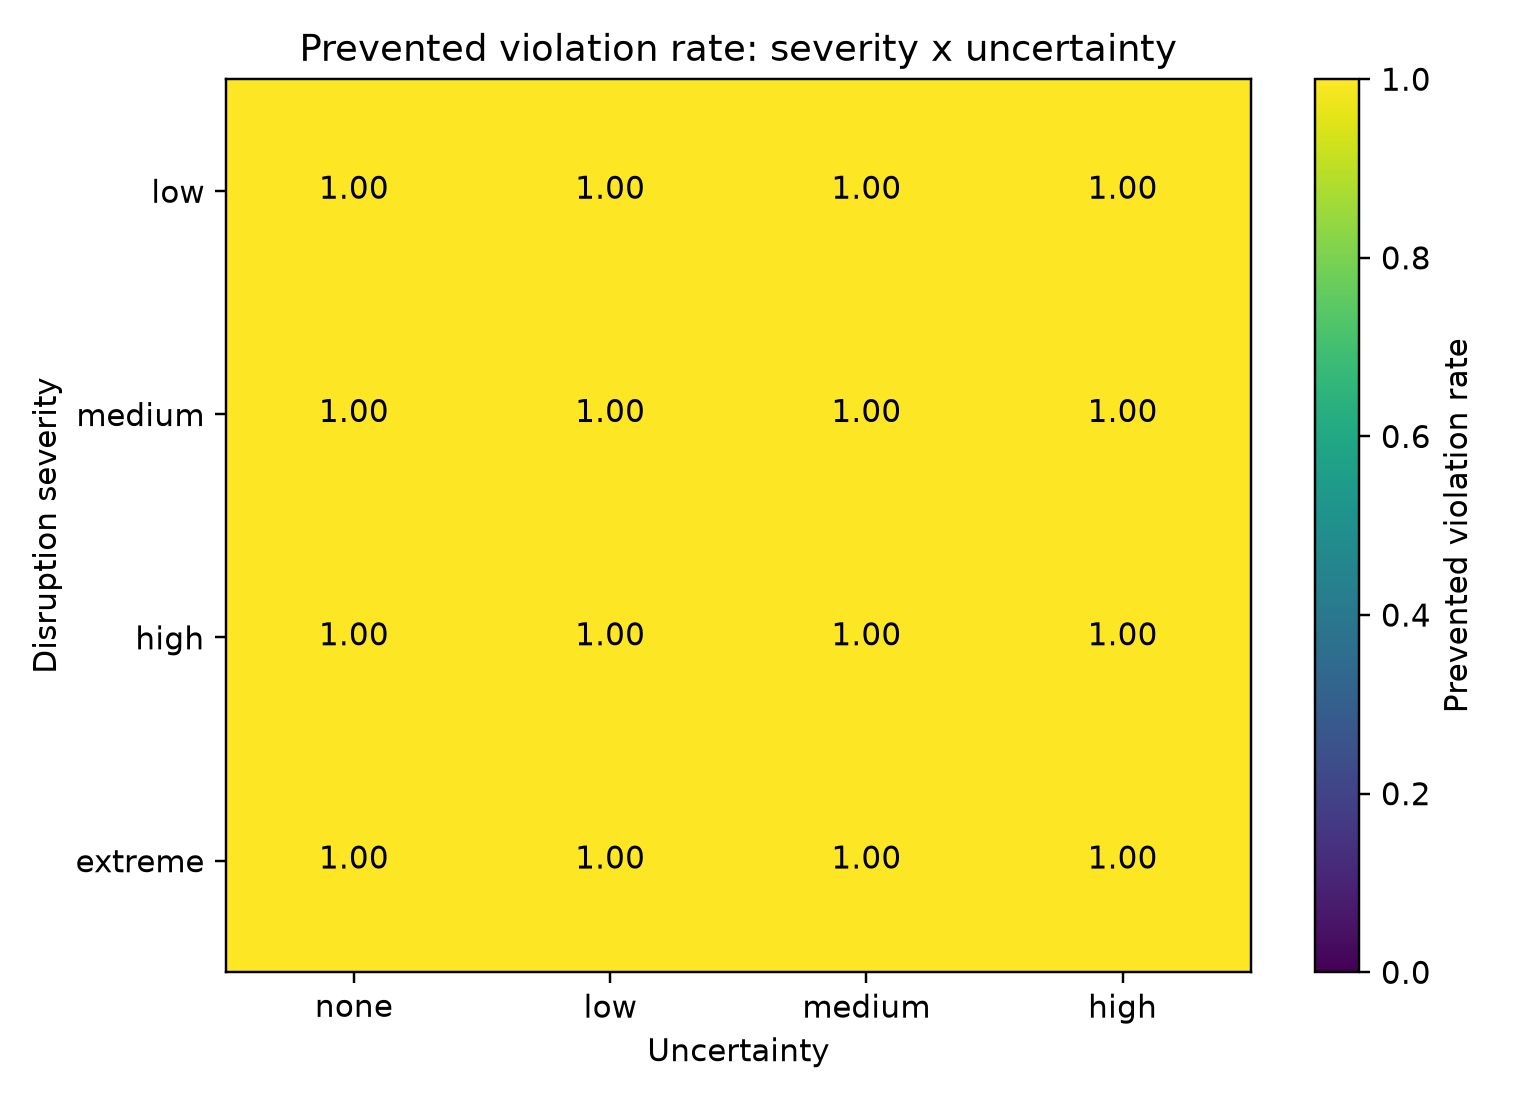 Prevented violation rate: severity x uncertainty
low 1.00 1.00 1.00 1.00
medium 1.00 1.00 1.00 1.00
high 1.00 1.00 1.00 1.00
extreme 1.00 1.00 1.00 1.00
none low medium high
Uncertainty
Disruption severity
1.0
0.8
0.6
0.4
0.2
0.0
Prevented violation rate